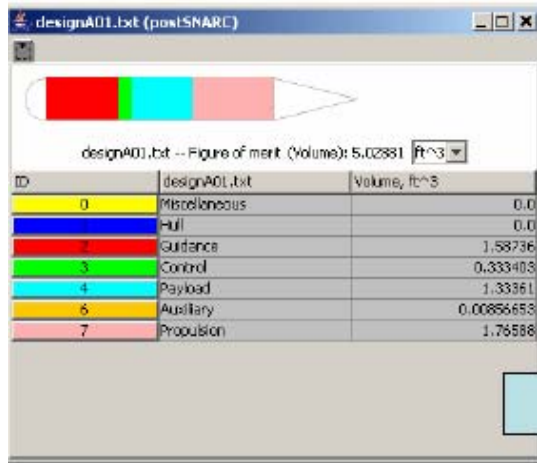 designA01.txt (postSNARC)
designA01.txt -- Figure of merit (Volume): 5.02881 ft^3
ID designA01.txt Volume, ft^3
0 Miscellaneous 0.0
Hull 0.0
2 Guidance 1.58736
3 Control 0.333403
4 Payload 1.33361
6 Auxiliary 0.00856653
7 Propulsion 1.76588